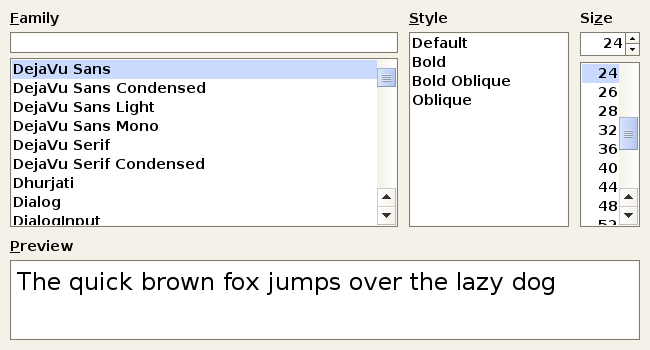 Family
DejaVu Sans
DejaVu Sans Condensed
DejaVu Sans Light
DejaVu Sans Mono
DejaVu Serif
DejaVu Serif Condensed
Dhurjati
Dialog
DialogInput
Style
Default
Bold
Bold Oblique
Oblique
Size
24
24
26
28
32
36
40
44
48
52
Preview
The quick brown fox jumps over the lazy dog